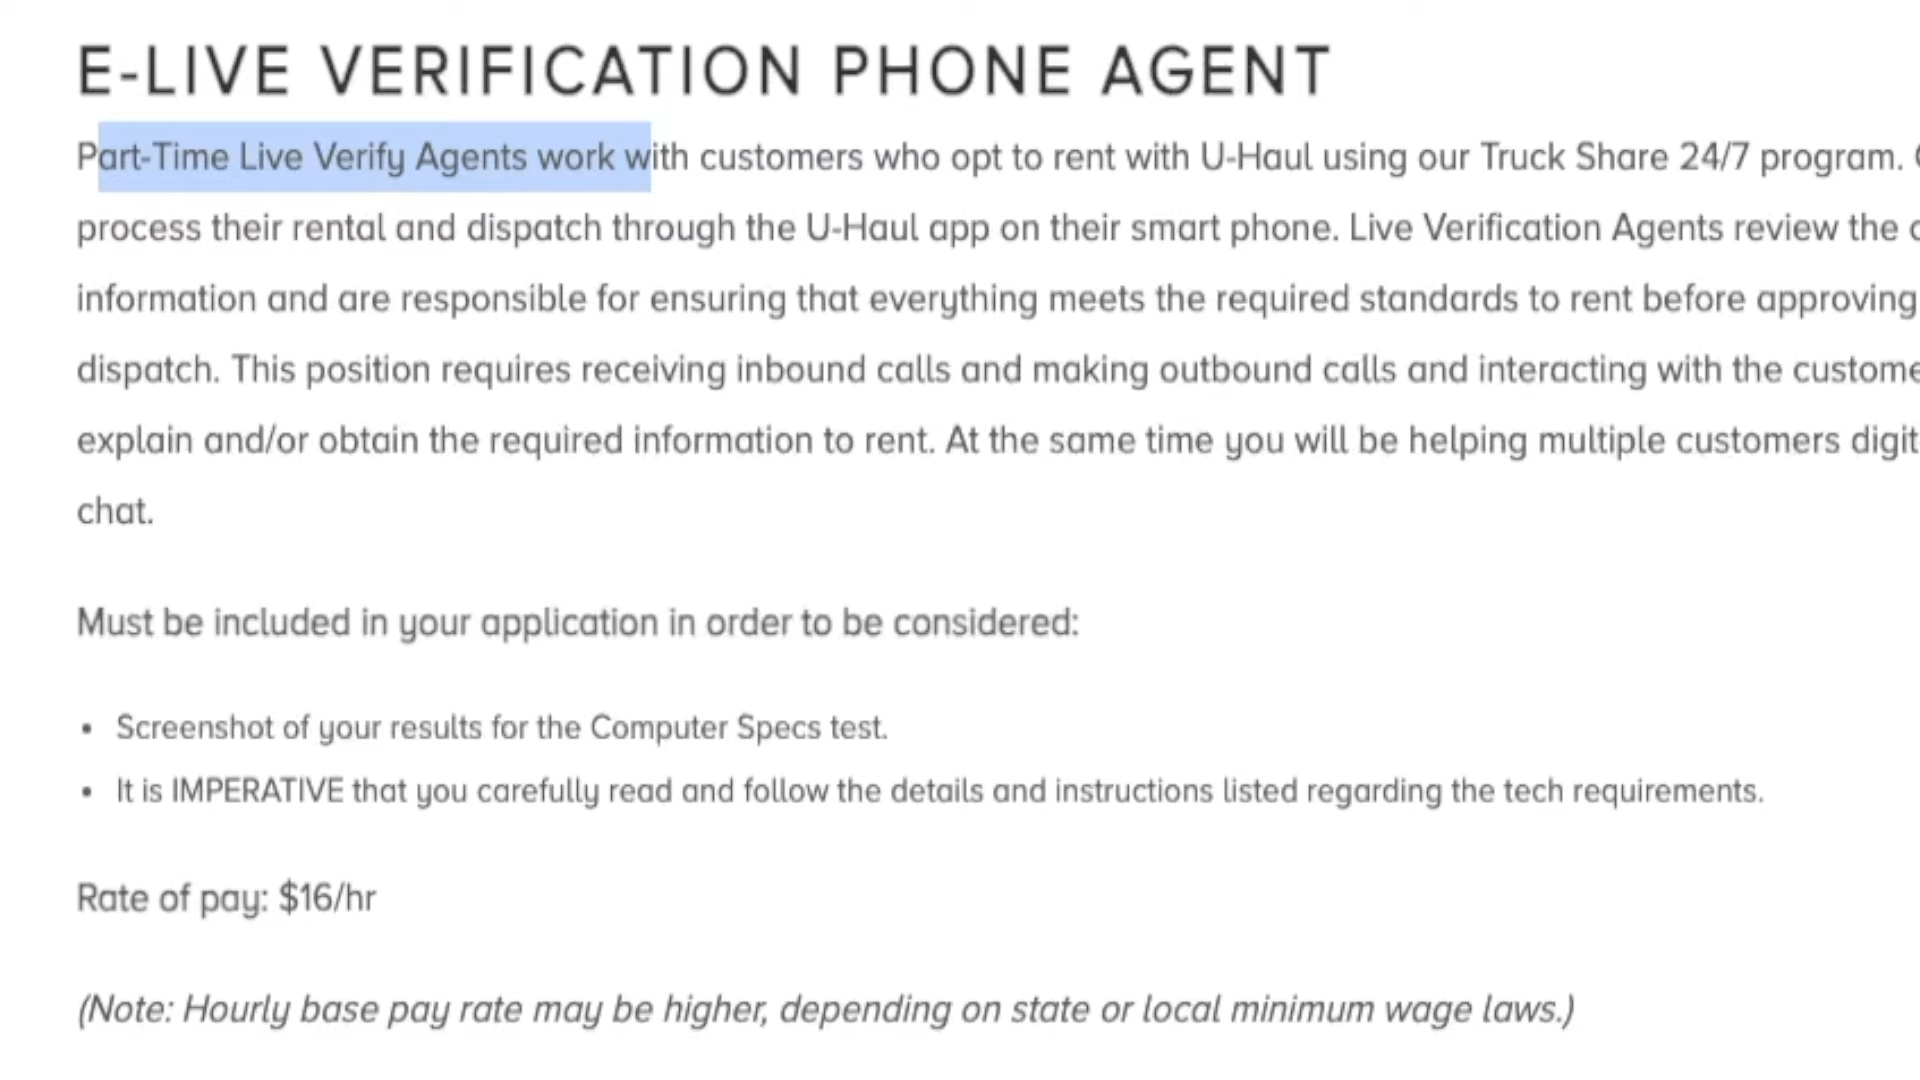 E-LIVE VERIFICATION PHONE AGENT
Part-Time Live Verify Agents work with customers who opt to rent with U-Haul using our Truck Share 24/7 program.
process their rental and dispatch through the U-Haul app on their smart phone. Live Verification Agents review the
information and are responsible for ensuring that everything meets the required standards to rent before approving
dispatch. This position requires receiving inbound calls and making outbound calls and interacting with the
explain and/or obtain the required information to rent. At the same time you will be helping multiple customers
chat.
Must be included in your application in order to be considered:
• Screenshot of your results for the Computer Specs test.
• It is IMPERATIVE that you carefully read and follow the details and instructions listed regarding the tech requirements.
Rate of pay: $16/hr
(Note: Hourly base pay rate may be higher, depending on state or local minimum wage laws.)